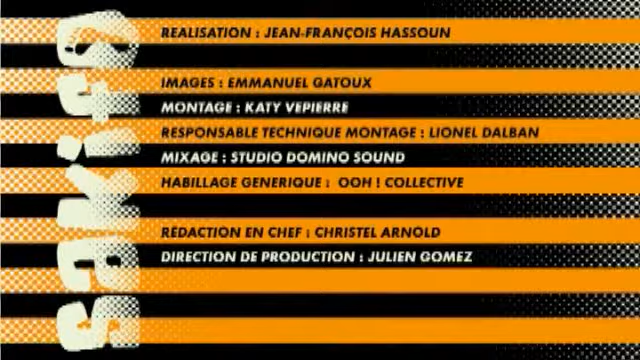 REALISATION : JEAN-FRANÇOIS HASSOUN
IMAGES : EMMANUEL GATOUX
MONTAGE : KATY VEPIERRE
RESPONSABLE TECHNIQUE MONTAGE : LIONEL DALBAN
MIXAGE : STUDIO DOMINO SOUND
HABILLAGE GENERIQUE : OOH ! COLLECTIVE
RÉDACTION EN CHEF : CHRISTEL ARNOLD
DIRECTION DE PRODUCTION : JULIEN GOMEZ